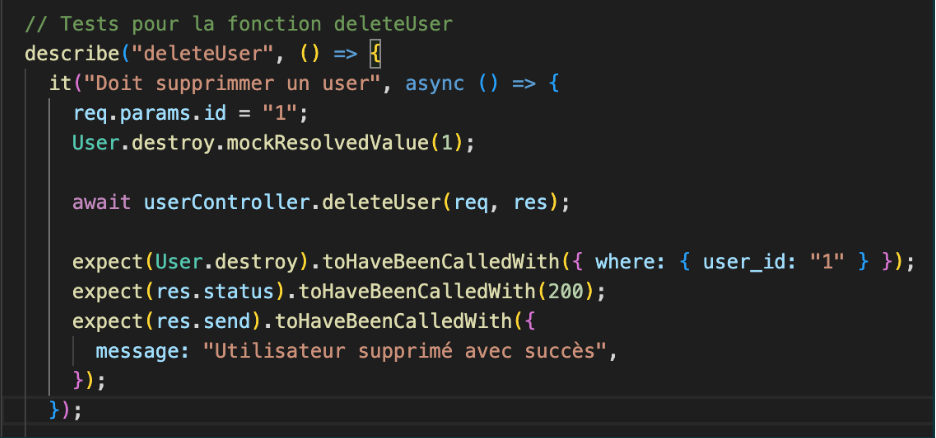 // Tests pour la fonction deleteUser
describe("deleteUser", () => {
it("Doit supprimmer un user", async () => {
req.params.id = "1";
User.destroy.mockResolvedValue(1);
await userController.deleteUser(req, res);
expect(User.destroy).toHaveBeenCalledWith({ where: { user_id: "1" } });
expect(res.status).toHaveBeenCalledWith(200);
expect(res.send).toHaveBeenCalledWith({
message: "Utilisateur supprimé avec succès",
});
});